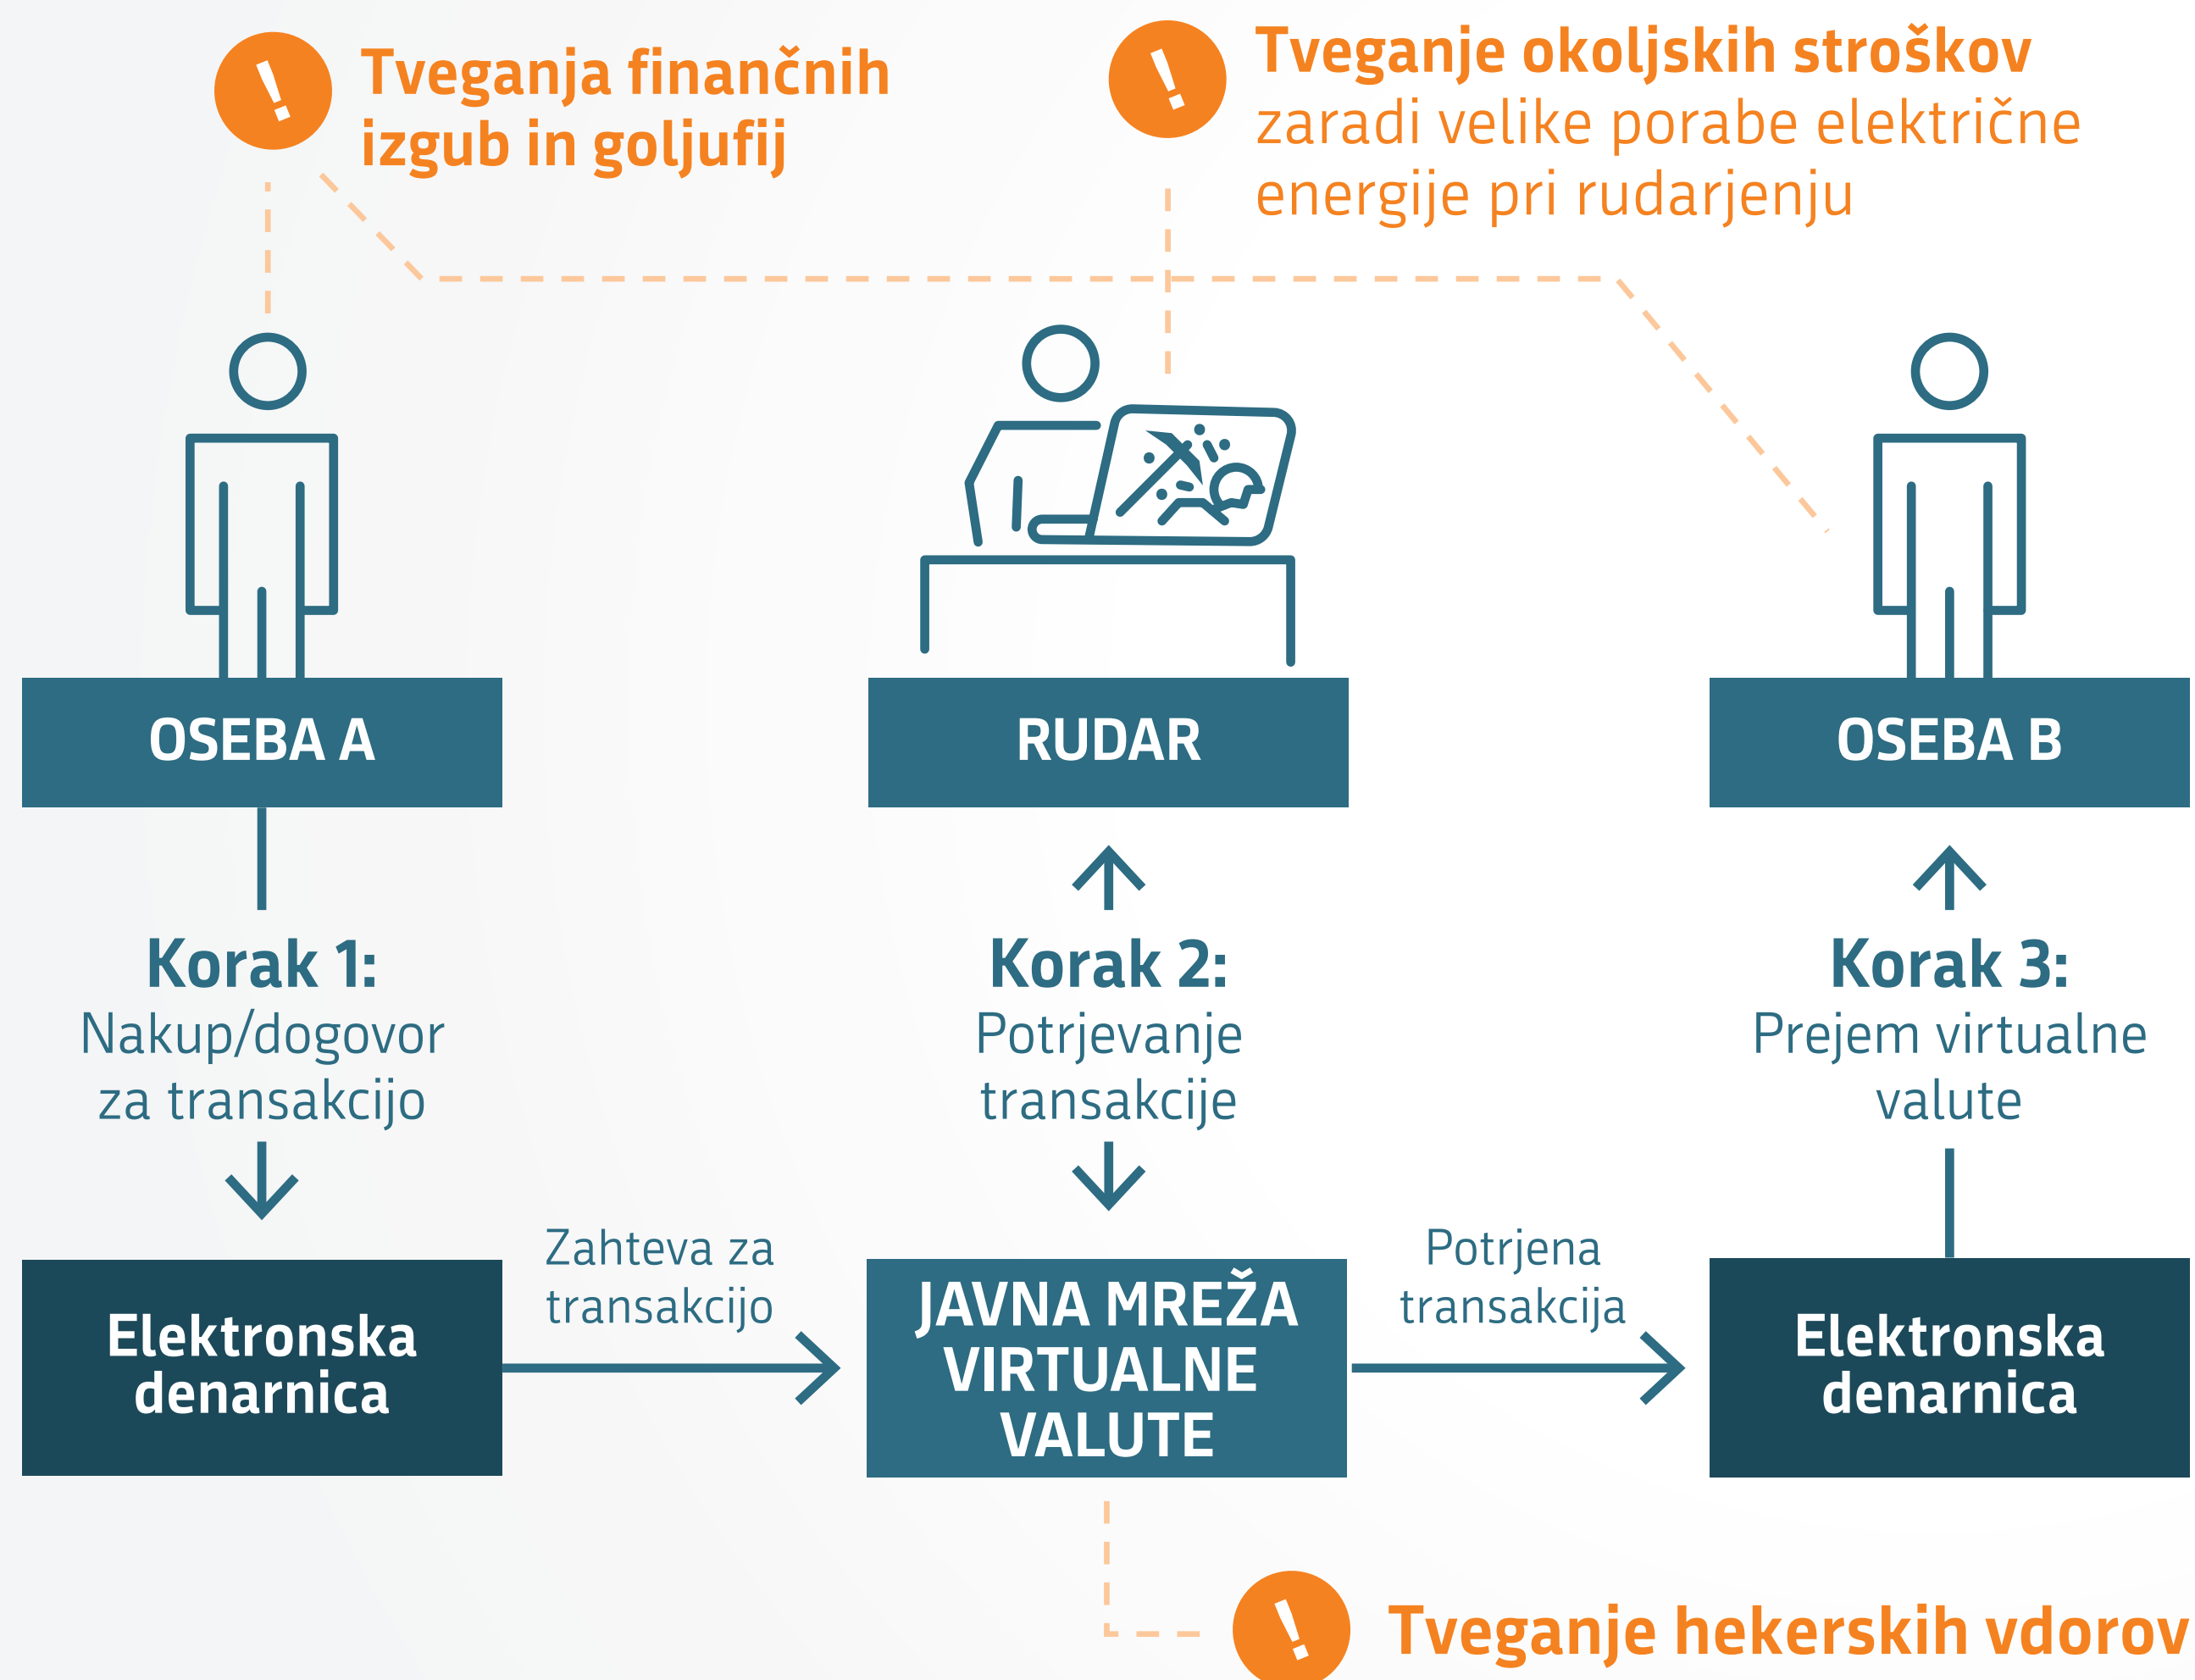 Tveganja finančnih
izgub in goljufij
Tveganje okoljskih stroškov
zaradi velike porabe električne
energije pri rudarjenju
OSEBA A
RUDAR
OSEBA B
Korak 1:
Nakup/dogovor
za transakcijo
Korak 2:
Potrjevanje
transakcije
Korak 3:
Prejem virtualne
valute
Elektronska
denarnica
Zahteva za
transakcijo
JAVNA MREŽA
VIRTUALNE
VALUTE
Potrjena
transakcija
Elektronska
denarnica
Tveganje hekerskih vdorov